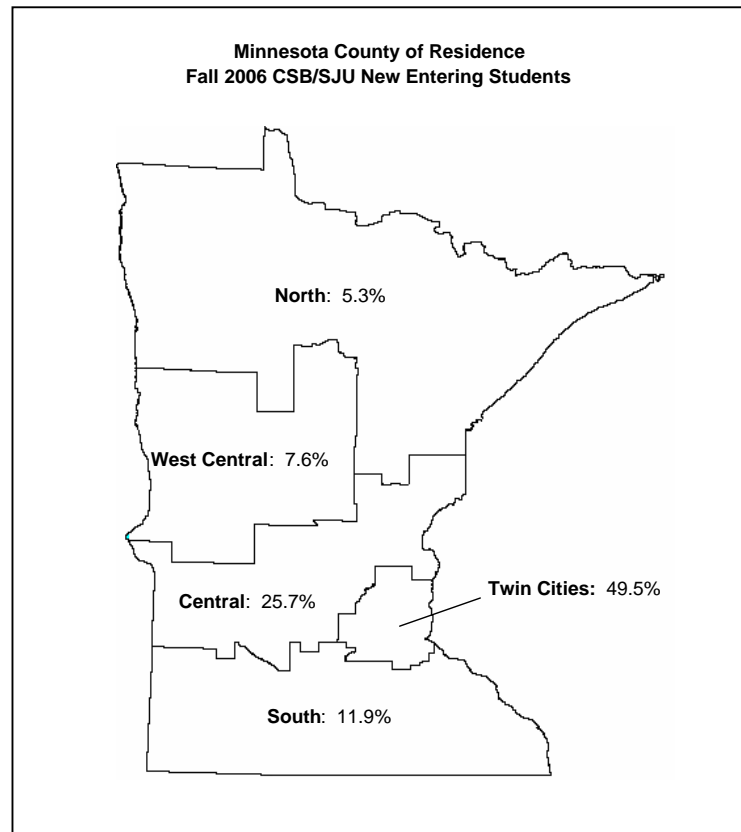 Minnesota County of Residence
Fall 2006 CSB/SJU New Entering Students
North: 5.3%
West Central: 7.6%
Twin Cities: 49.5%
Central: 25.7%
South: 11.9%